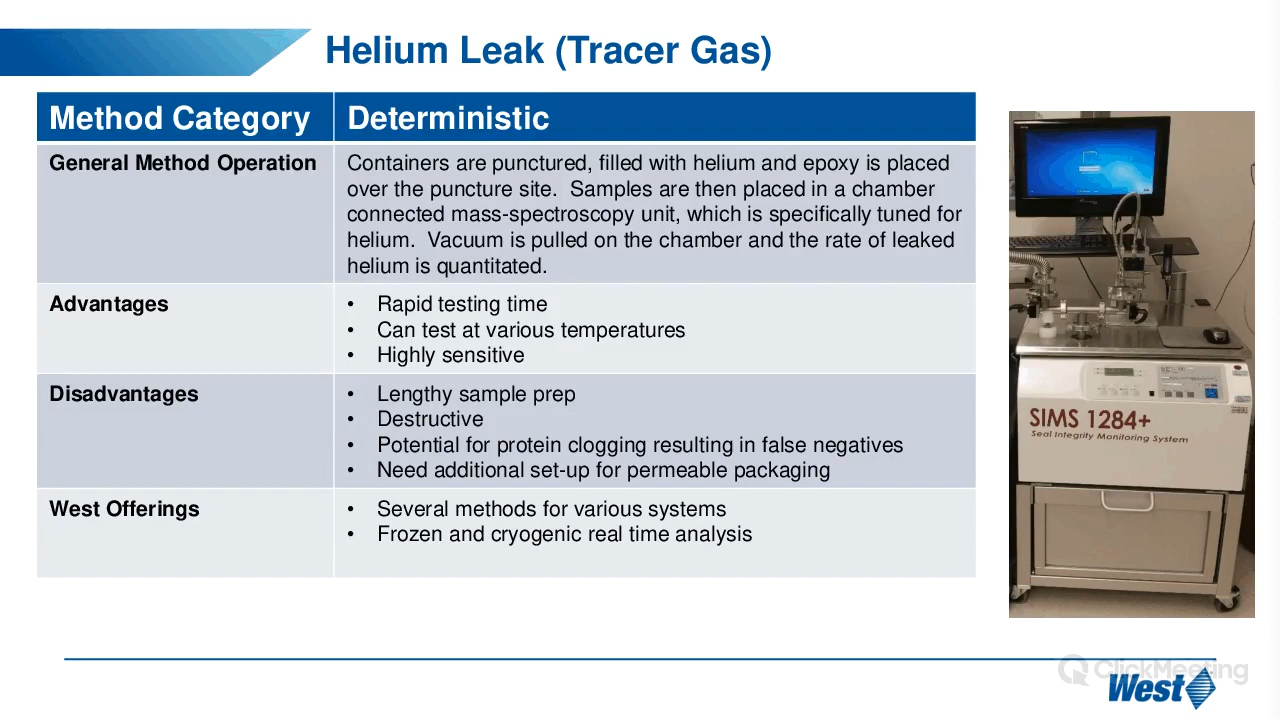 Helium Leak (Tracer Gas)
Method Category
Deterministic
General Method Operation
Containers are punctured, filled with helium and epoxy is placed
over the puncture site.  Samples are then placed in a chamber
connected mass-spectroscopy unit, which is specifically tuned for
helium.  Vacuum is pulled on the chamber and the rate of leaked
helium is quantitated.
Advantages
• Rapid testing time
• Can test at various temperatures
• Highly sensitive
Disadvantages
• Lengthy sample prep
• Destructive
• Potential for protein clogging resulting in false negatives
• Need additional set-up for permeable packaging
West Offerings
• Several methods for various systems
• Frozen and cryogenic real time analysis
SIMS 1284+
Seal Integrity Monitoring System
ClickMeeting
West